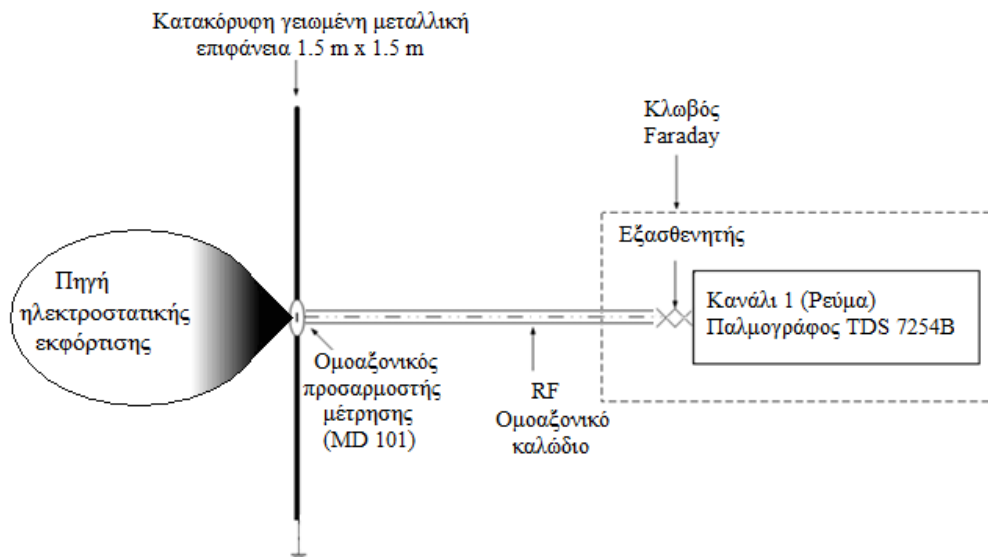 Κατακόρυφη γειωμένη μεταλλική
επιφάνεια 1.5 m x 1.5 m
Κλωβός
Faraday
Εξασθενητής
Πηγή
ηλεκτροστατικής
εκφόρτισης
Κανάλι 1 (Ρεύμα)
Παλμογράφος TDS 7254B
Ομοαξονικός
προσαρμοστής
μέτρησης
(MD 101)
RF
Ομοαξονικό
καλώδιο